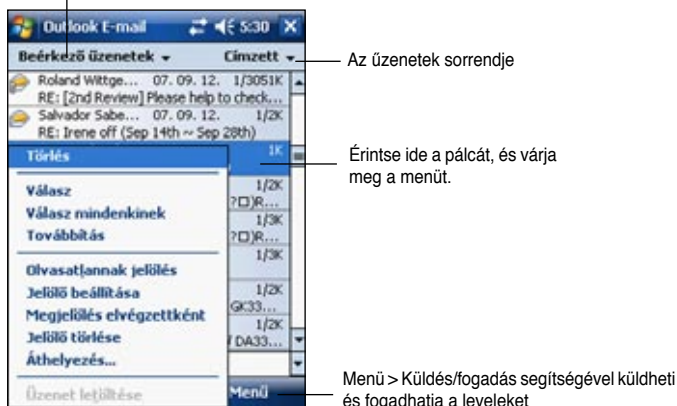 Outlook E-mail 5:30
Beérkező üzenetek Címzett
Az űzenetek sorrendje
Roland Wittge... 07. 09. 12. 1/3051K
RE: [2nd Review] Please help to check...
Salvador Sabe... 07. 09. 12. 1/2K
RE: Irene off (Sep 14th ~ Sep 28th)
Törlés 1K
Érintse ide a pálcát, és várja
meg a menüt.
Válasz 1/2K
?□)R...
Válasz mindenkinek 1/3K
Továbbítás ?□)R...
1/3K
Olvasatlannak jelölés
Jelölő beállítása 1/2K
Megjelölés elvégzettként GK33...
1/2K
Jelölő törlése DA33...
Áthelyezés...
Üzenet letöltése Menü
Menü > Küldés/fogadás segítségével küldheti
és fogadhatja a leveleket